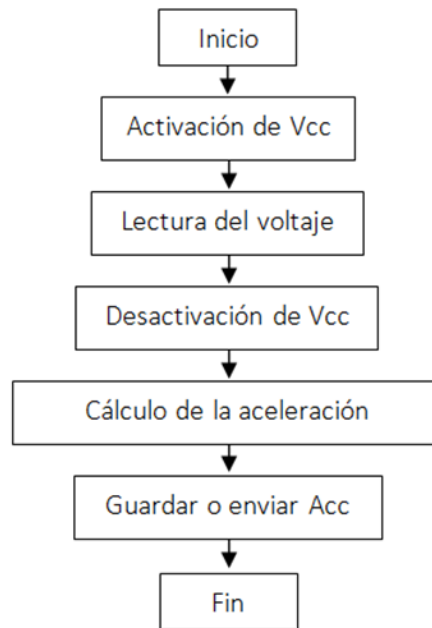 Inicio
Activación de Vcc
Lectura del voltaje
Desactivación de Vcc
Cálculo de la aceleración
Guardar o enviar Acc
Fin